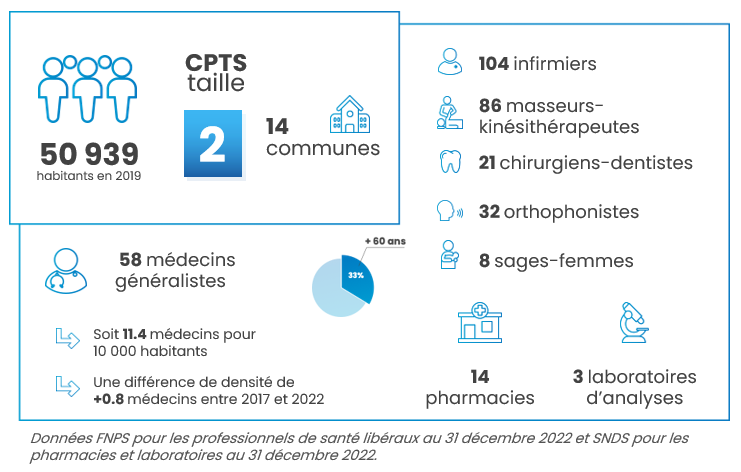 50 939
habitants en 2019
CPTS
taille
2
14
communes
58 médecins
généralistes
+ 60 ans
33%
Soit 11.4 médecins pour
10 000 habitants
Une différence de densité de
+0.8 médecins entre 2017 et 2022
104 infirmiers
86 masseurs-
kinésithérapeutes
21 chirurgiens-dentistes
32 orthophonistes
8 sages-femmes
14
pharmacies
3 laboratoires
d'analyses
Données FNPS pour les professionnels de santé libéraux au 31 décembre 2022 et SNDS pour les
pharmacies et laboratoires au 31 décembre 2022.